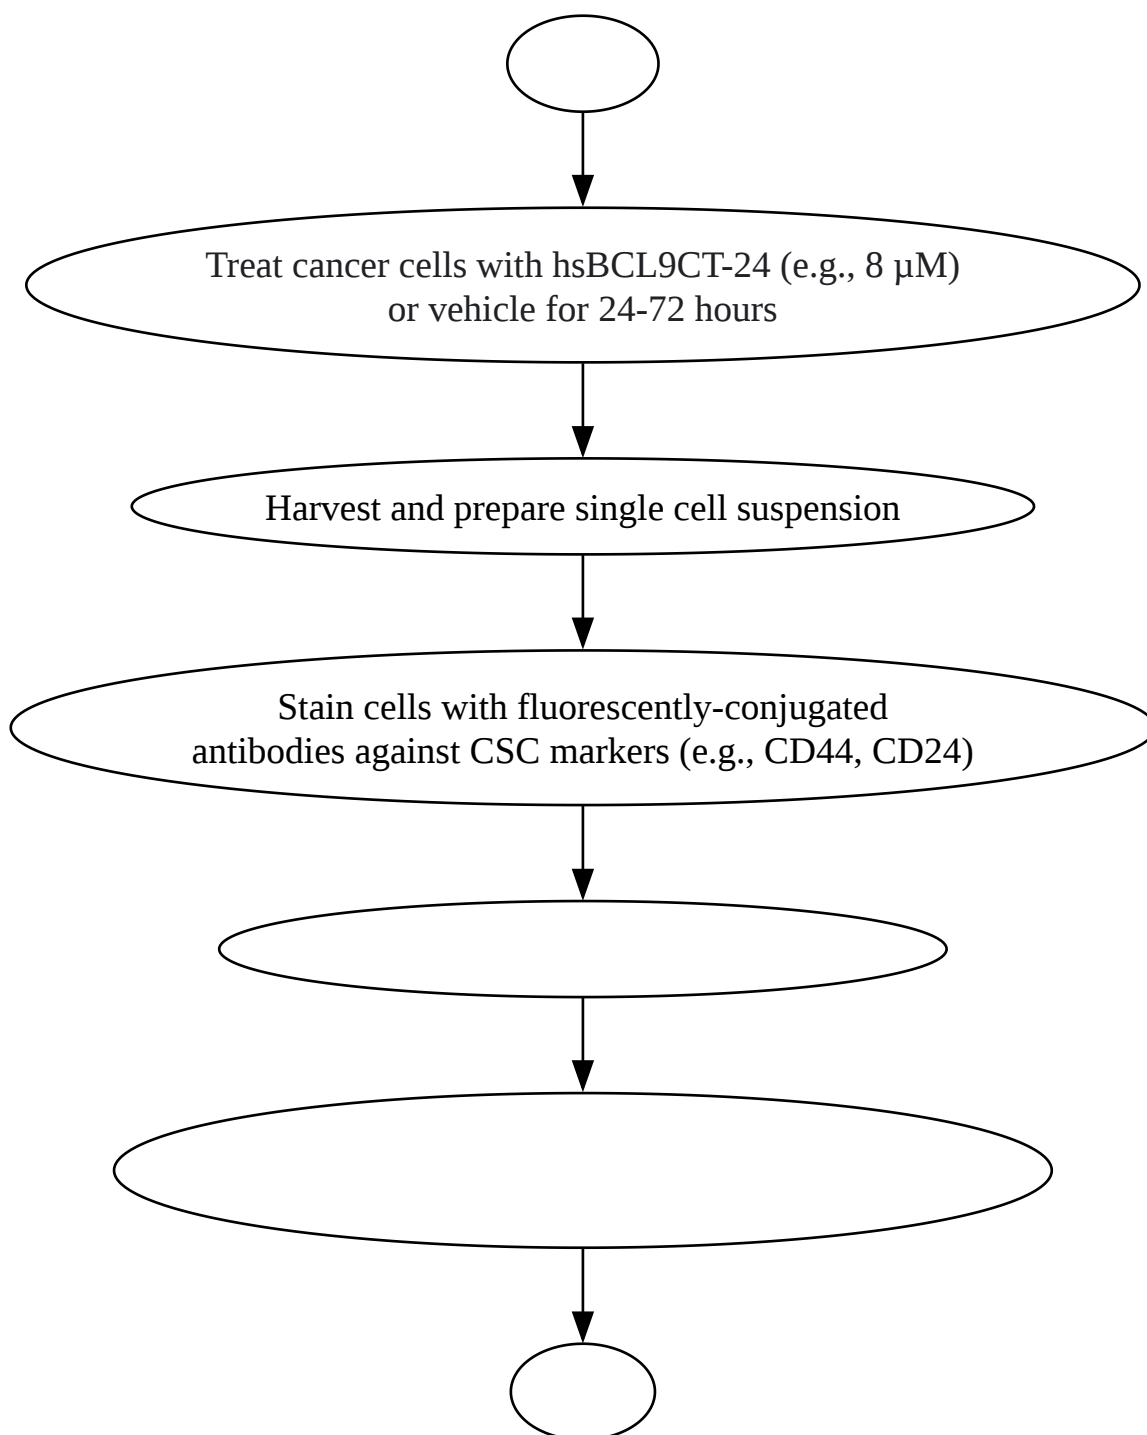 Treat cancer cells with hsBCL9CT-24 (e.g., 8 µM)
or vehicle for 24-72 hours
Harvest and prepare single cell suspension
Stain cells with fluorescently-conjugated
antibodies against CSC markers (e.g., CD44, CD24)